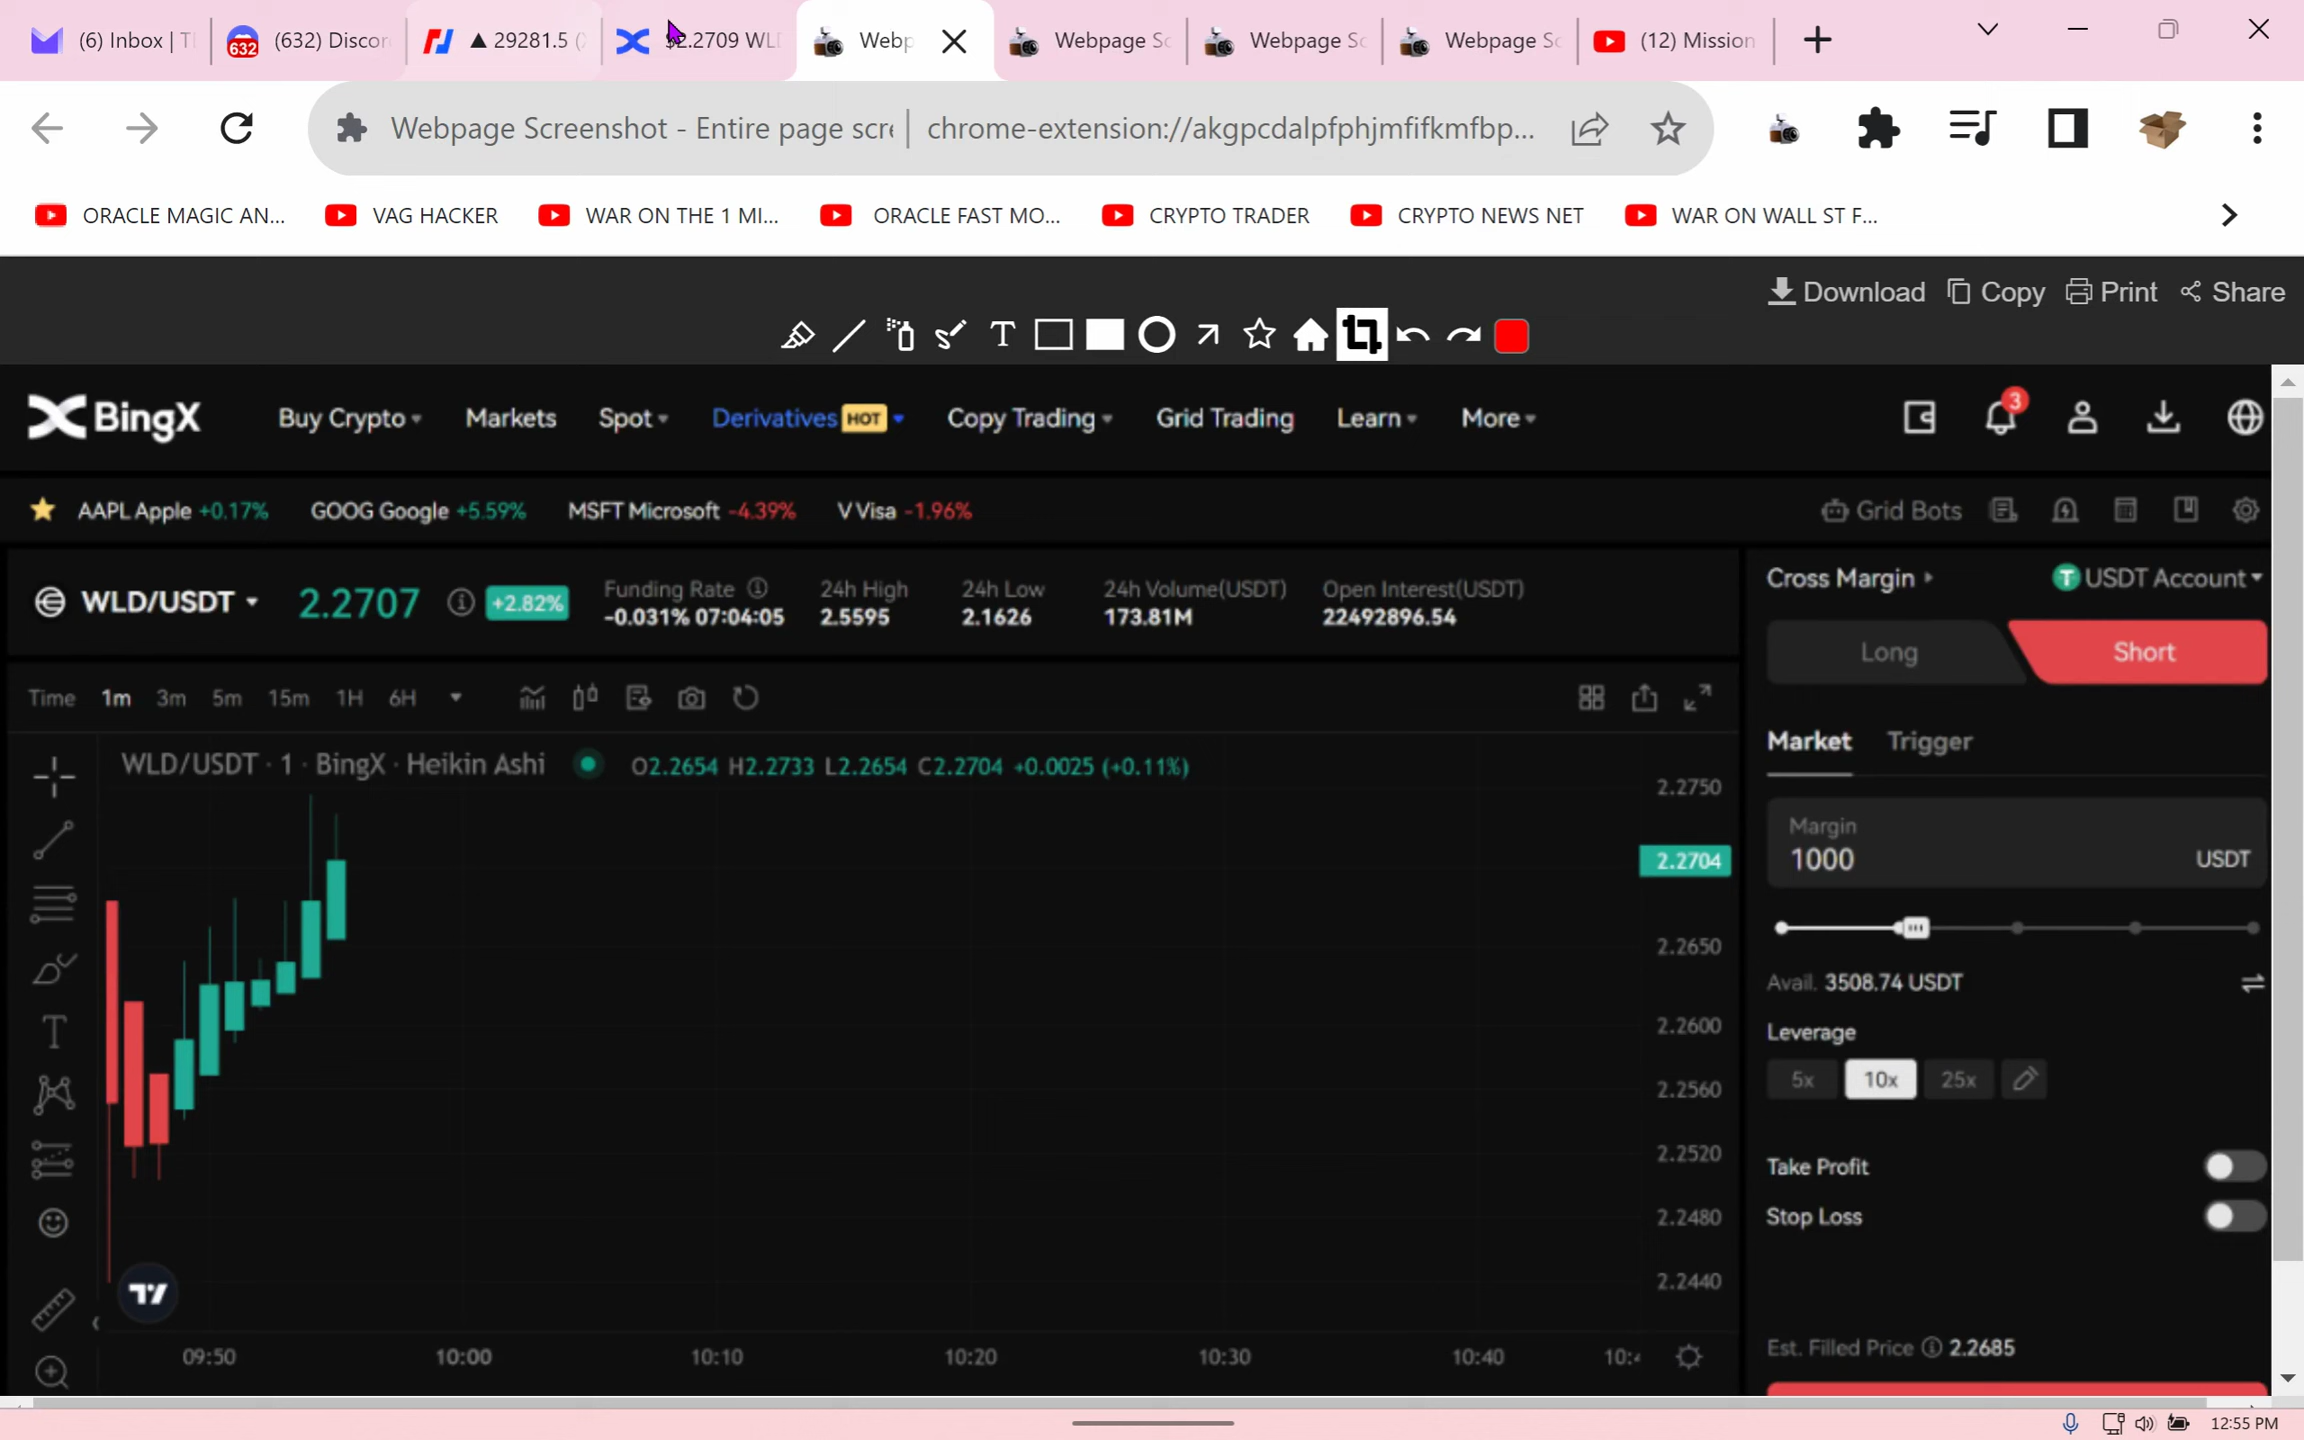 (6) Inbox | T
632
(632) Discor
▲ 29281.5 (
$2.2709 WL
Webp
Webpage Sc
Webpage Sc
Webpage Sc
(12) Mission
Webpage Screenshot - Entire page scre
chrome-extension://akgpcdalpfphjmfifkmfbp...
ORACLE MAGIC AN...
VAG HACKER
WAR ON THE 1 MI...
ORACLE FAST MO...
CRYPTO TRADER
CRYPTO NEWS NET
WAR ON WALL ST F...
Download
Copy
Print
Share
T
BingX
Buy Crypto
Markets
Spot
Derivatives HOT
Copy Trading
Grid Trading
Learn
More
3
AAPL Apple +0.17%
GOOG Google +5.59%
MSFT Microsoft -4.39%
V Visa -1.96%
Grid Bots
WLD/USDT
2.2707
+2.82%
Funding Rate
-0.031% 07:04:05
24h High
2.5595
24h Low
2.1626
24h Volume(USDT)
173.81M
Open Interest(USDT)
22492896.54
Cross Margin
USDT Account
Long
Short
Time 1m 3m 5m 15m 1H 6H
Market
Trigger
WLD/USDT · 1 · BingX · Heikin Ashi
O2.2654 H2.2733 L2.2654 C2.2704 +0.0025 (+0.11%)
2.2750
2.2704
2.2650
2.2600
2.2560
2.2520
2.2480
2.2440
Margin
1000
USDT
Avail. 3508.74 USDT
Leverage
5x
10x
25x
Take Profit
Stop Loss
Est. Filled Price 2.2685
09:50
10:00
10:10
10:20
10:30
10:40
10:4
12:55 PM